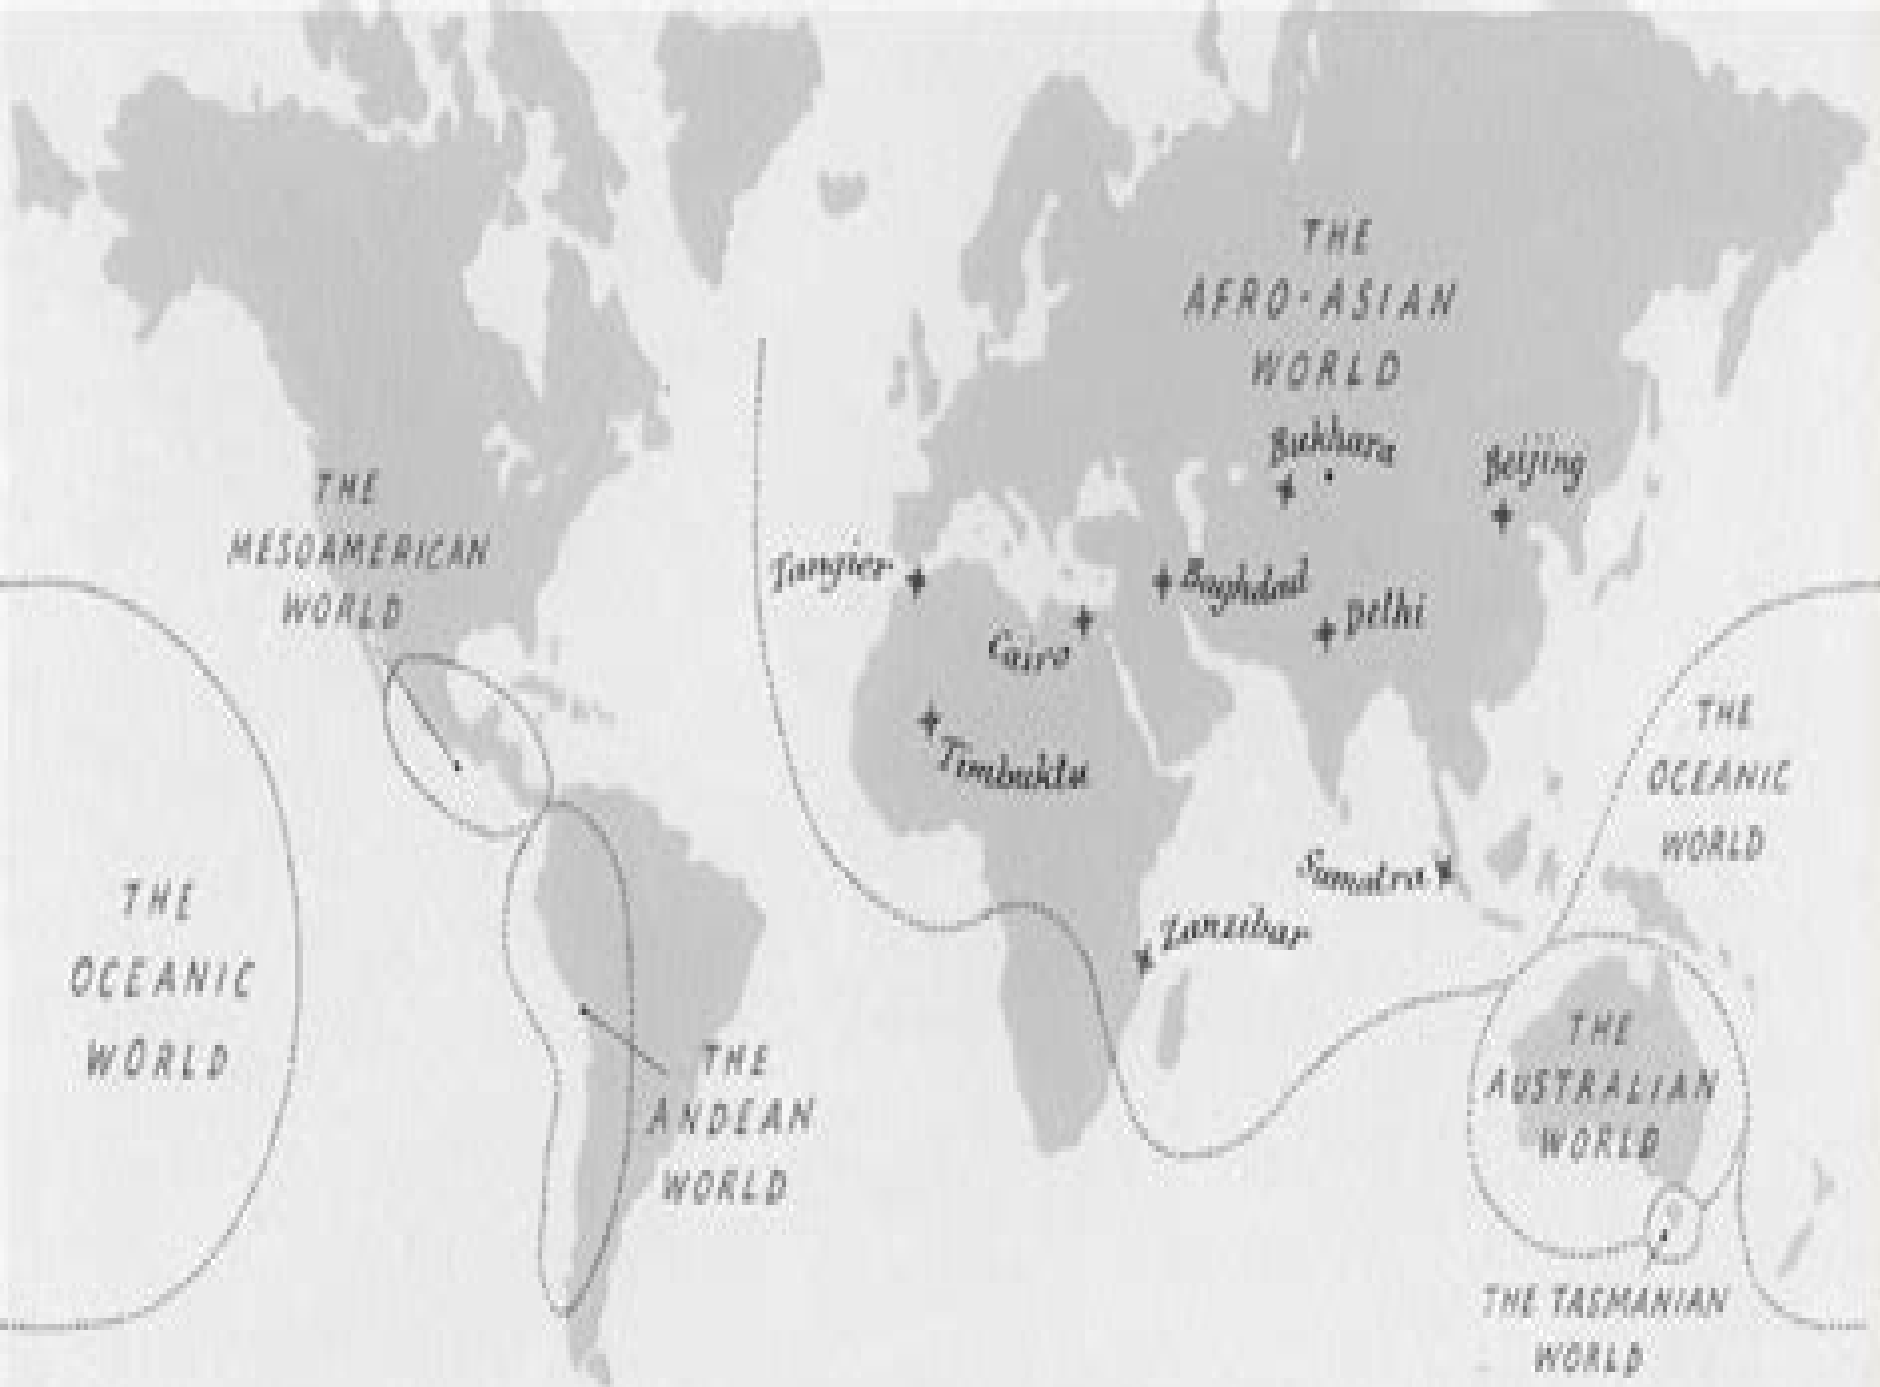 THE
AFRO-ASIAN
WORLD
Bukhara
Beijing
THE
MESOAMERICAN
WORLD
Tangier
Baghdad
Delhi
Cairo
Timbuktu
THE
OCEANIC
WORLD
Sumatra
Zanzibar
THE
OCEANIC
WORLD
THE
AUSTRALIAN
WORLD
THE
ANDEAN
WORLD
THE TASMANIAN
WORLD